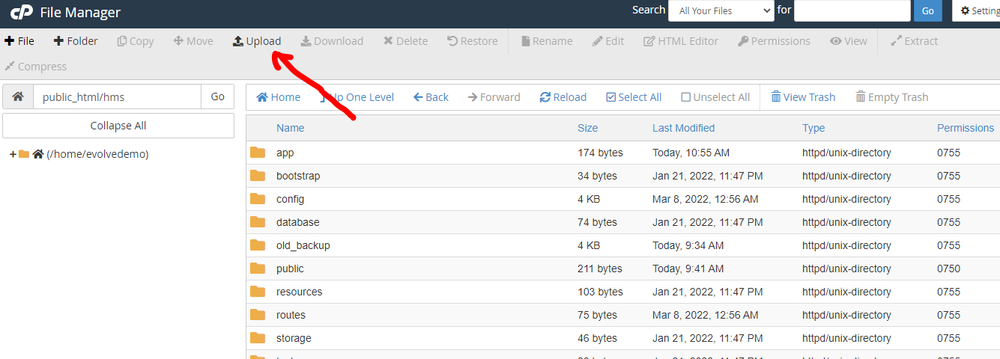 cP File Manager Search All Your Files for Go Settin
File Folder Copy Move Upload Download Delete Restore Rename Edit HTML Editor Permissions View Extract
Compress
public_html/hms Go Home Up One Level Back Forward Reload Select All Unselect All View Trash Empty Trash
Collapse All
Name Size Last Modified Type Permissions
(/home/evolvedemo) app 174 bytes Today, 10:55 AM httpd/unix-directory 0755
bootstrap 34 bytes Jan 21, 2022, 11:47 PM httpd/unix-directory 0755
config 4 KB Mar 8, 2022, 12:56 AM httpd/unix-directory 0755
database 74 bytes Jan 21, 2022, 11:47 PM httpd/unix-directory 0755
old_backup 4 KB Today, 9:34 AM httpd/unix-directory 0755
public 211 bytes Today, 9:41 AM httpd/unix-directory 0750
resources 103 bytes Jan 21, 2022, 11:47 PM httpd/unix-directory 0755
routes 75 bytes Mar 8, 2022, 12:56 AM httpd/unix-directory 0755
storage 46 bytes Jan 21, 2022, 11:47 PM httpd/unix-directory 0755